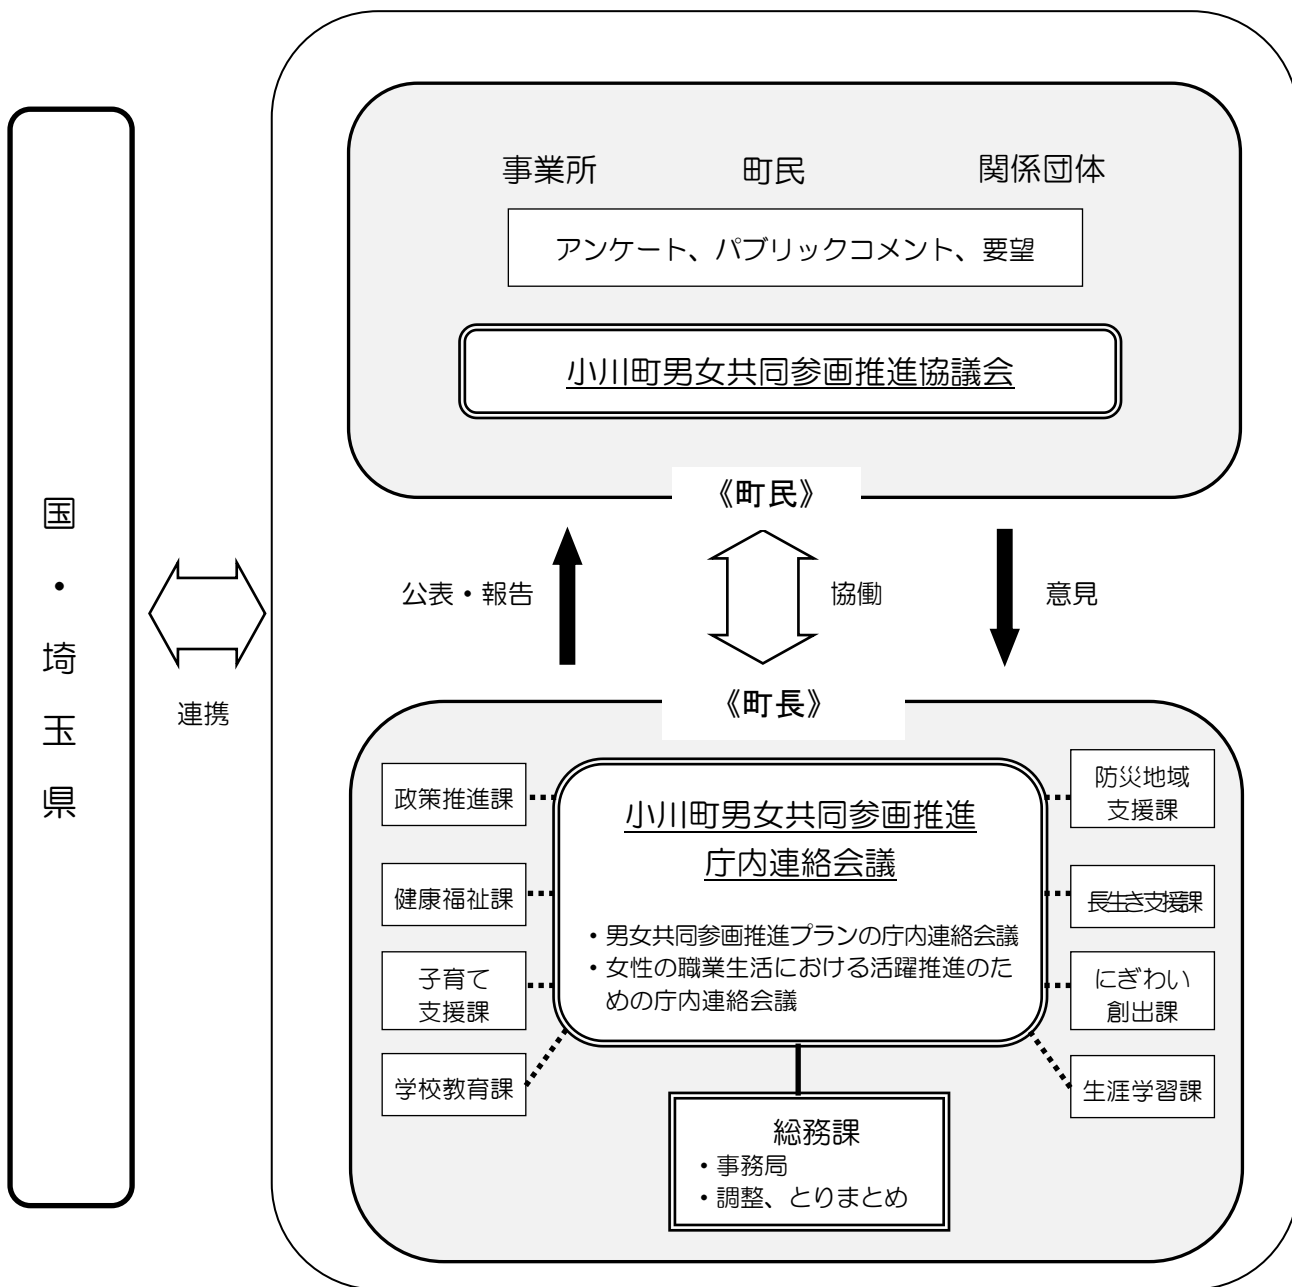 国・埼玉県
連携
事業所
町民
関係団体
アンケート、パブリックコメント、要望
小川町男女共同参画推進協議会
《町民》
公表・報告
協働
意見
《町長》
政策推進課
健康福祉課
子育て
支援課
学校教育課
小川町男女共同参画推進
庁内連絡会議
・男女共同参画推進プランの庁内連絡会議
・女性の職業生活における活躍推進のた
めの庁内連絡会議
防災地域
支援課
長生き支援課
にぎわい
創出課
生涯学習課
総務課
・事務局
・調整、とりまとめ